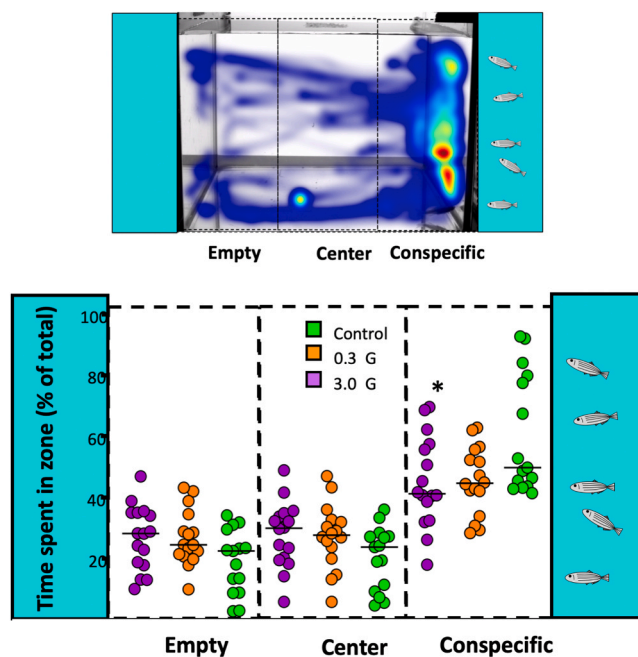 Empty Center Conspecific
Time spent in zone (% of total)
100
80
60
40
20
Control
0.3 G
3.0 G
*
Empty Center Conspecific